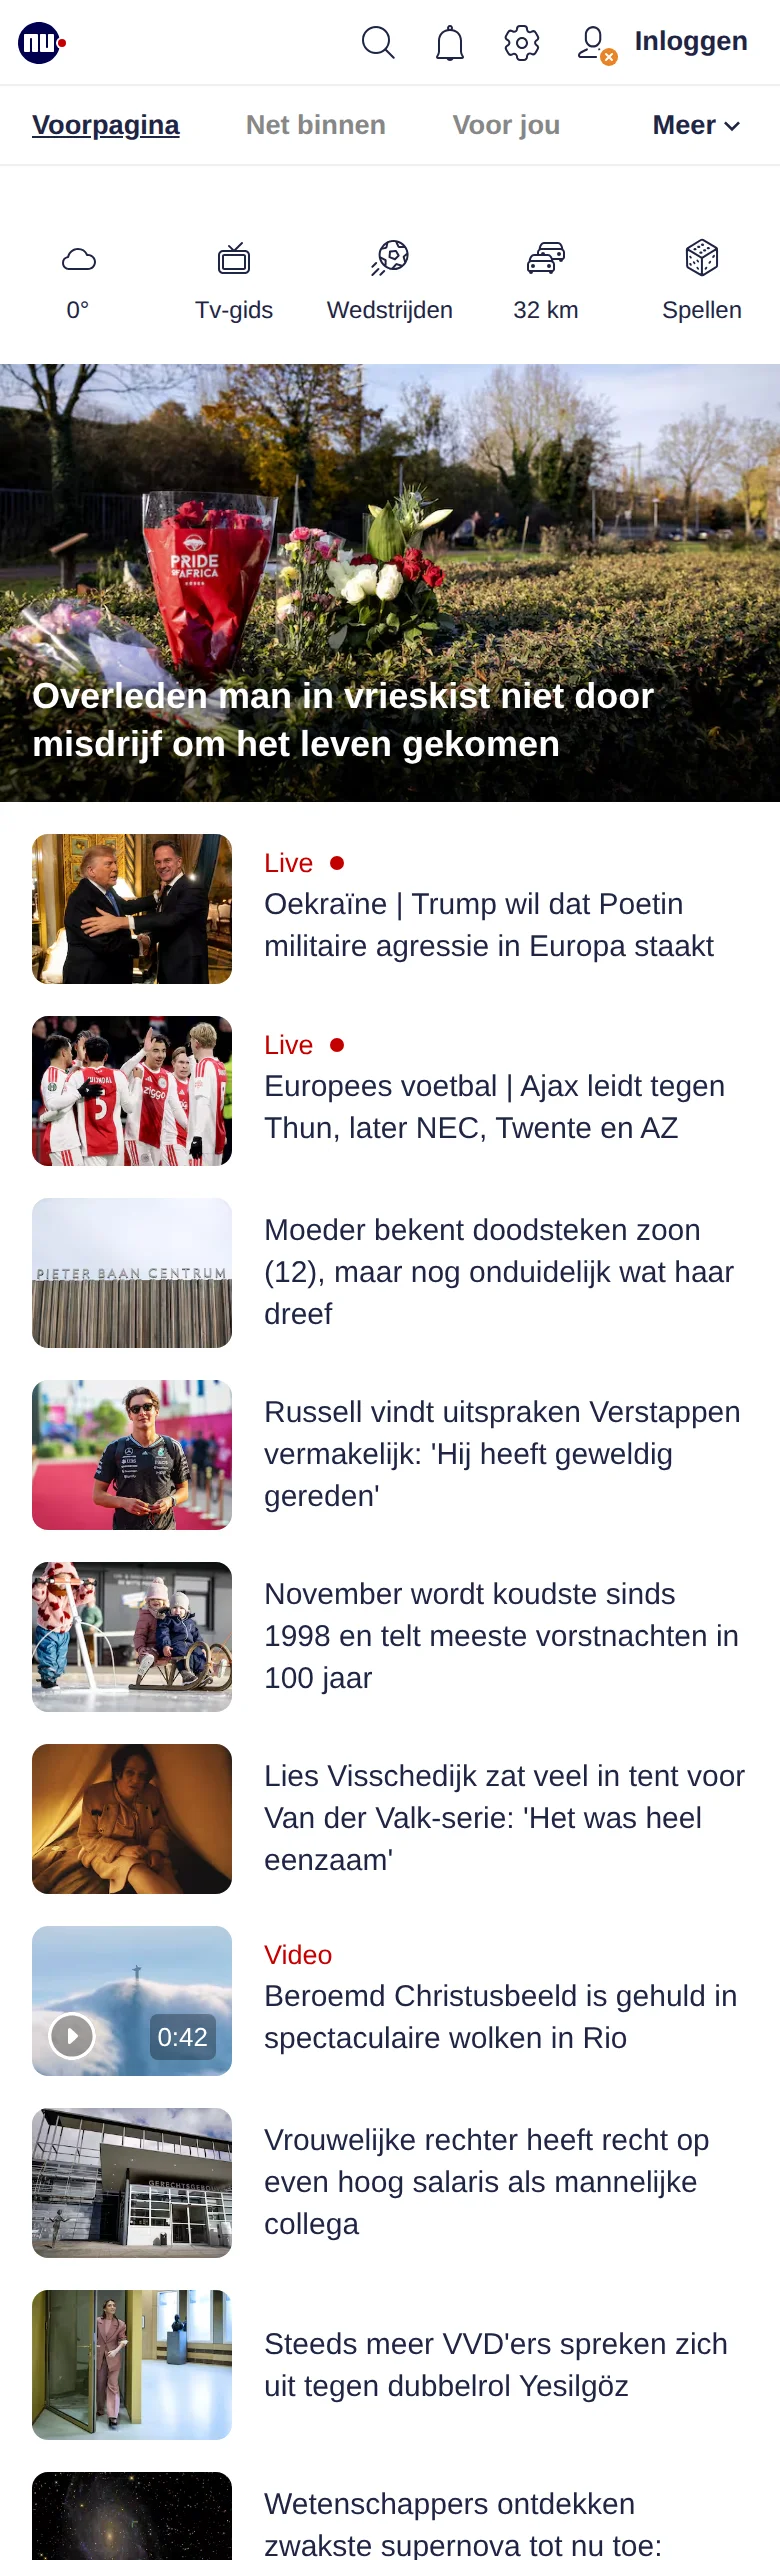 nu
Inloggen
Voorpagina
Net binnen
Voor jou
Meer
0°
Tv-gids
Wedstrijden
32 km
Spellen
PRIDE
OF AFRICA
Overleden man in vrieskist niet door
misdrijf om het leven gekomen
Live
Oekraïne | Trump wil dat Poetin
militaire agressie in Europa staakt
Live
Europees voetbal | Ajax leidt tegen
Thun, later NEC, Twente en AZ
5
ziggo
PIETER BAAN CENTRUM
Moeder bekent doodsteken zoon
(12), maar nog onduidelijk wat haar
dreef
Russell vindt uitspraken Verstappen
vermakelijk: 'Hij heeft geweldig
gereden'
November wordt koudste sinds
1998 en telt meeste vorstnachten in
100 jaar
Lies Visschedijk zat veel in tent voor
Van der Valk-serie: 'Het was heel
eenzaam'
Video
Beroemd Christusbeeld is gehuld in
spectaculaire wolken in Rio
0:42
Vrouwelijke rechter heeft recht op
even hoog salaris als mannelijke
collega
Steeds meer VVD'ers spreken zich
uit tegen dubbelrol Yesilgöz
Wetenschappers ontdekken
zwakste supernova tot nu toe: